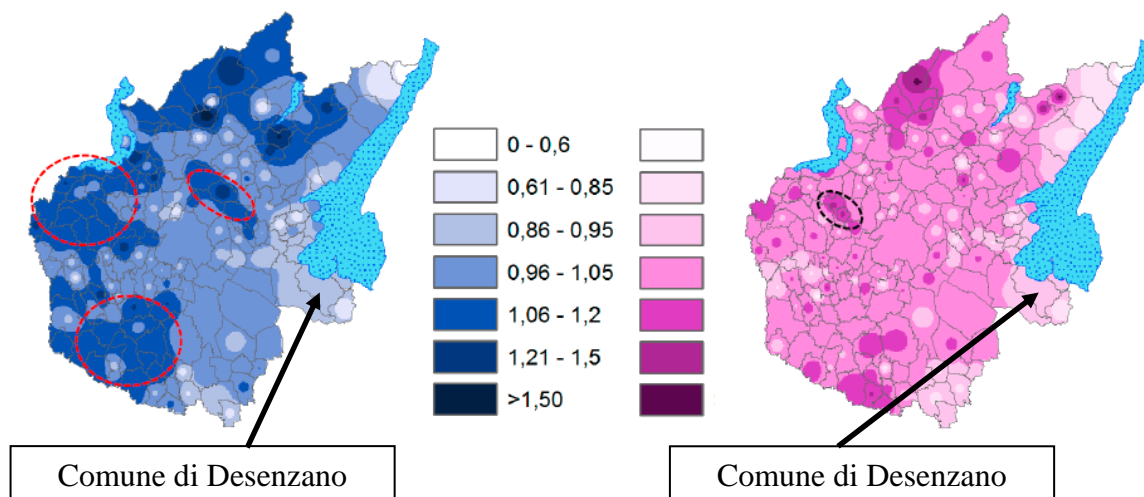 0 - 0,6
0,61 - 0,85
0,86 - 0,95
0,96 - 1,05
1,06 - 1,2
1,21 - 1,5
>1,50
Comune di Desenzano
Comune di Desenzano